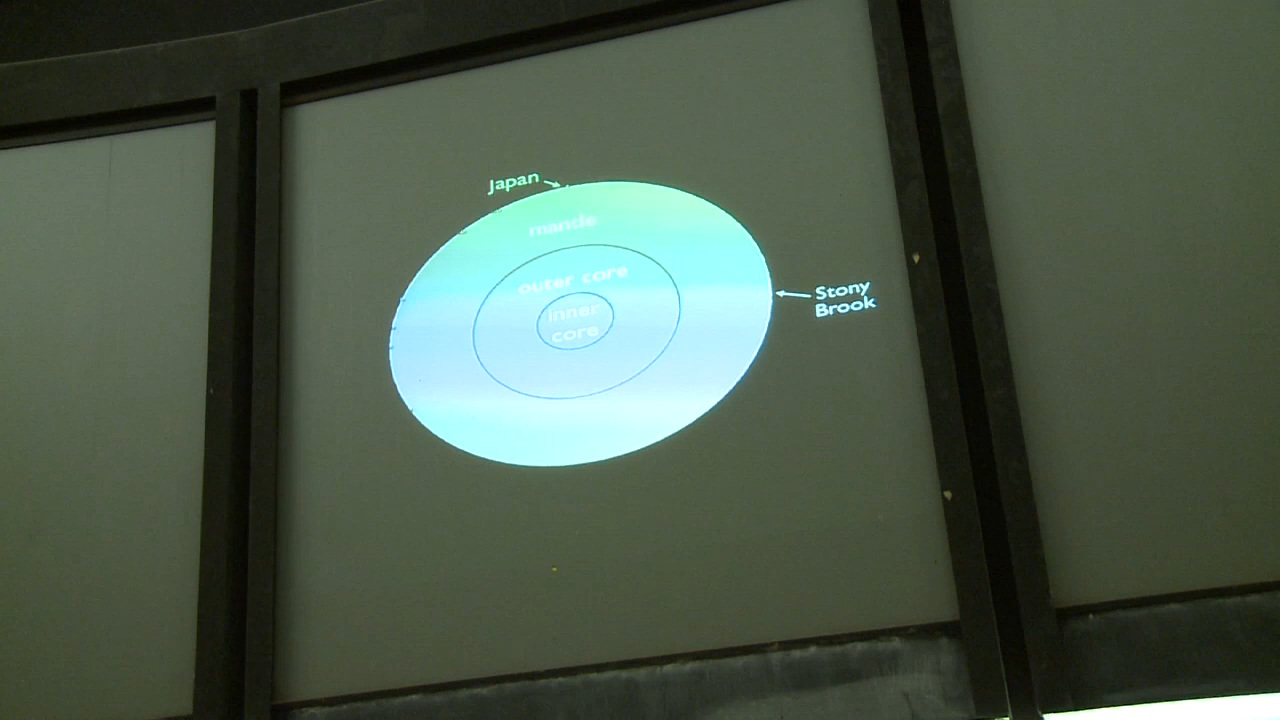 Japan
mantle
outer core
inner
core
Stony
Brook